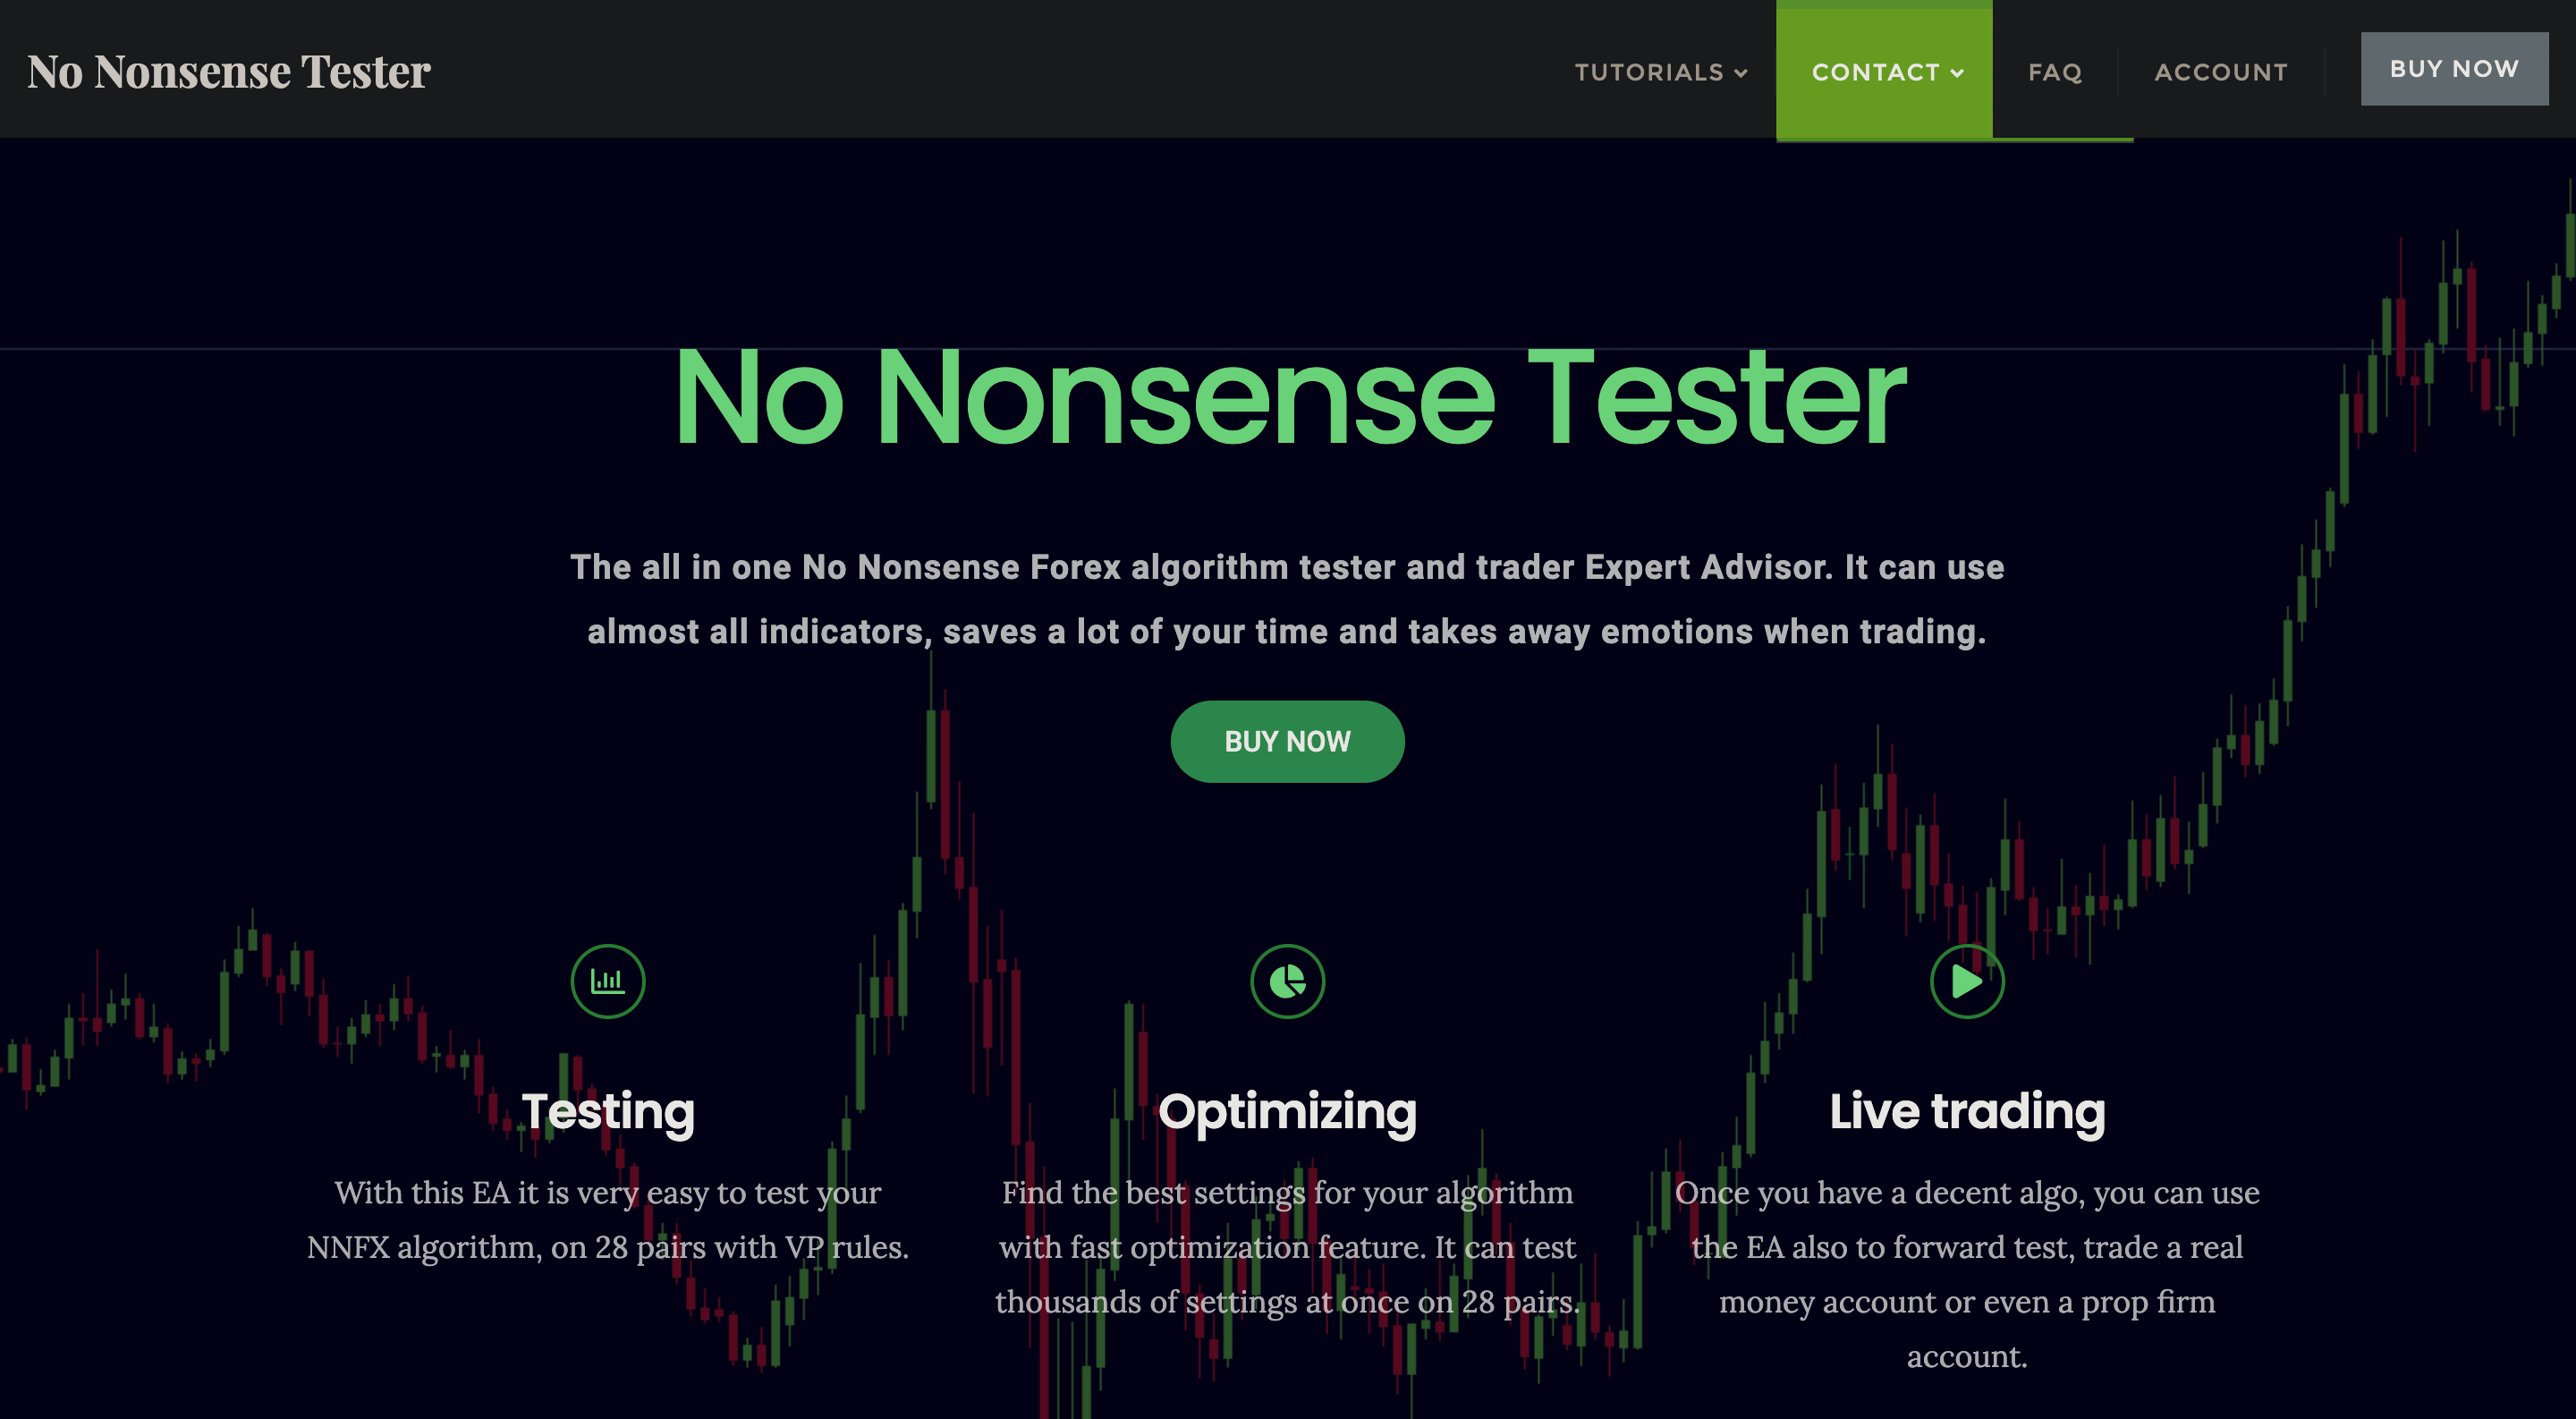 No Nonsense Tester
TUTORIALS
CONTACT
FAQ
ACCOUNT
BUY NOW
No Nonsense Tester
The all in one No Nonsense Forex algorithm tester and trader Expert Advisor. It can use
almost all indicators, saves a lot of your time and takes away emotions when trading.
BUY NOW
Testing
With this EA it is very easy to test your
NNFX algorithm, on 28 pairs with VP rules.
Optimizing
Find the best settings for your algorithm
with fast optimization feature. It can test
thousands of settings at once on 28 pairs.
Live trading
Once you have a decent algo, you can use
the EA also to forward test, trade a real
money account or even a prop firm
account.